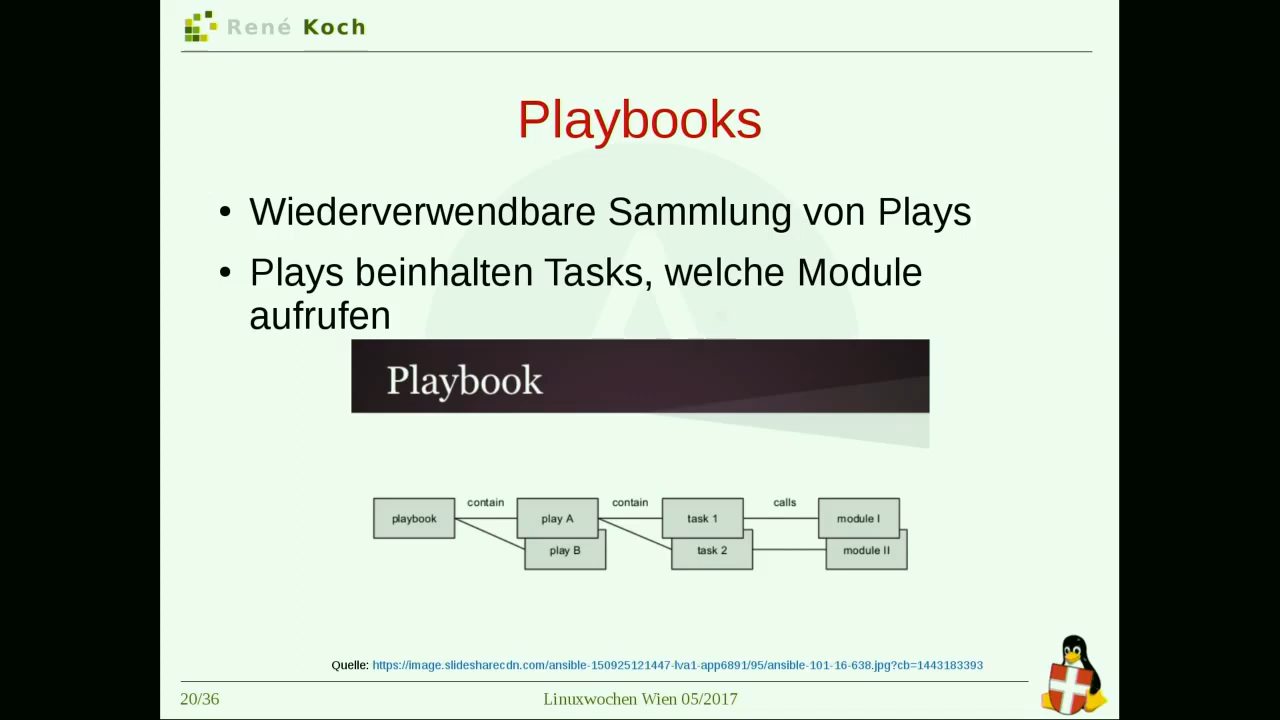 René Koch
Playbooks
• Wiederverwendbare Sammlung von Plays
• Plays beinhalten Tasks, welche Module
aufrufen
Playbook
contain contain calls
playbook play A task 1 module I
play B task 2 module II
Quelle: https://image.slidesharecdn.com/ansible-150925121447-lva1-app6891/95/ansible-101-16-638.jpg?cb=1443183393
20/36 Linuxwochen Wien 05/2017